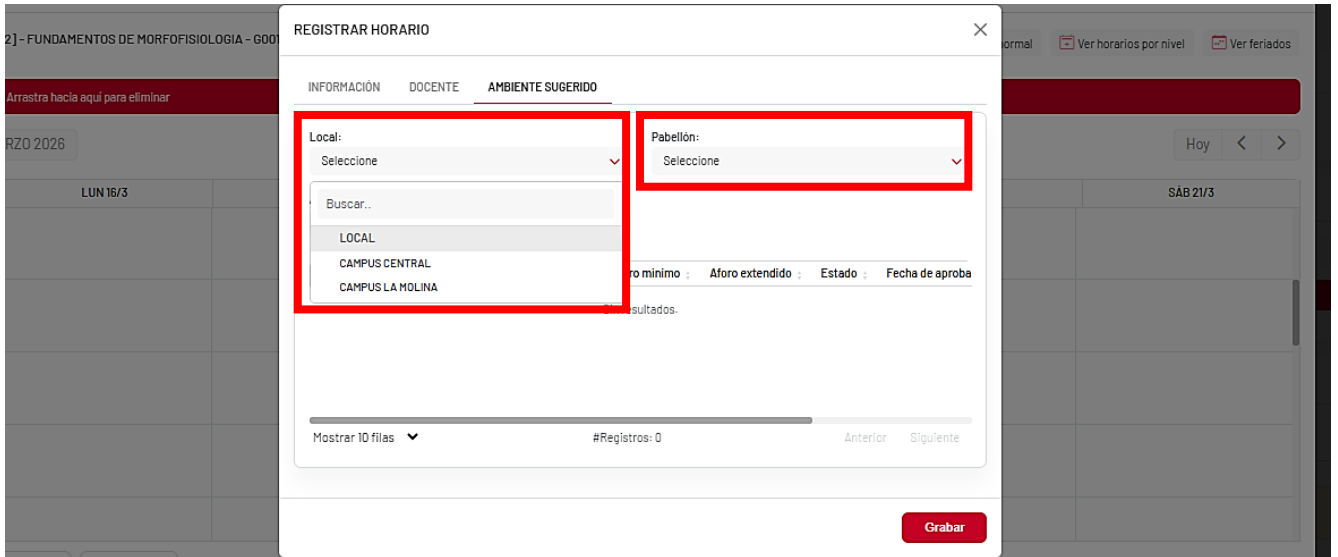 REGISTRAR HORARIO
2] - FUNDAMENTOS DE MORFOFISIOLOGIA - G001
ormal
Ver horarios por nivel
Ver feriados
INFORMACIÓN
DOCENTE
AMBIENTE SUGERIDO
Arrastra hacia aquí para eliminar
Local:
Pabellón:
RZO 2026
Hoy
Seleccione
Seleccione
LUN 16/3
SÁB 21/3
Buscar..
LOCAL
CAMPUS CENTRAL
CAMPUS LA MOLINA
ro minimo
Aforo extendido
Estado
Fecha de aproba
resultados.
Mostrar 10 filas
#Registros: 0
Anterior
Siguiente
Grabar